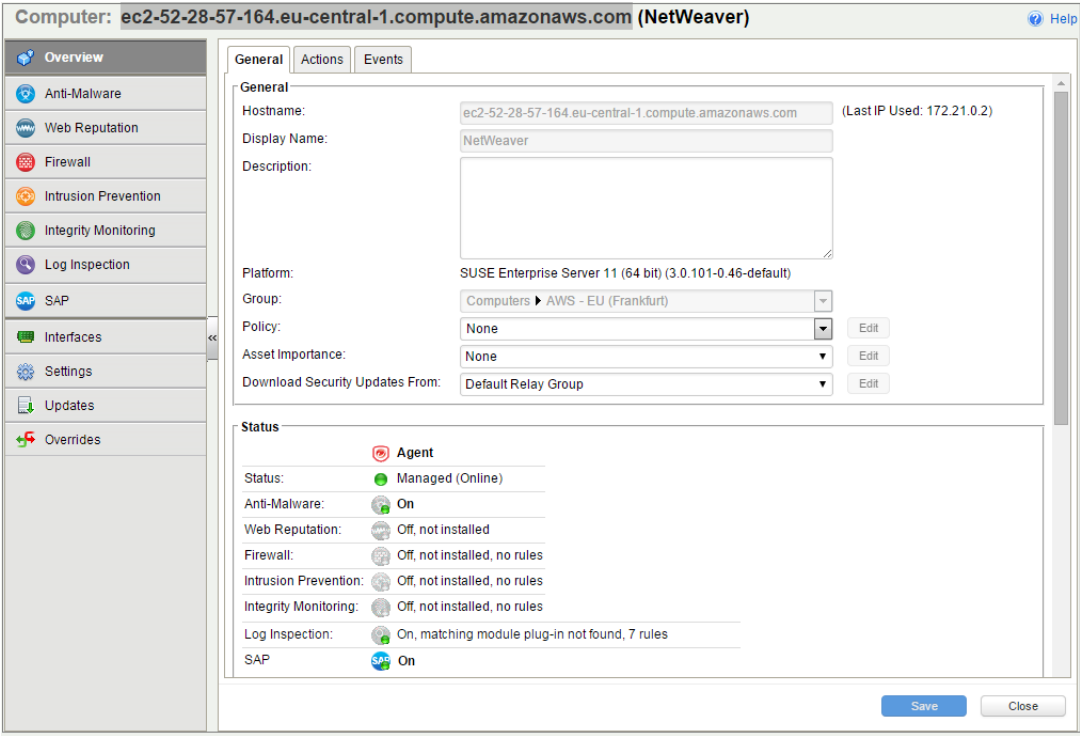 Computer: ec2-52-28-57-164.eu-central-1.compute.amazonaws.com (NetWeaver)
Help
Overview
Anti-Malware
Web Reputation
Firewall
Intrusion Prevention
Integrity Monitoring
Log Inspection
SAP SAP
Interfaces
Settings
Updates
Overrides
«
General Actions Events
General
Hostname: ec2-52-28-57-164.eu-central-1.compute.amazonaws.com (Last IP Used: 172.21.0.2)
Display Name: NetWeaver
Description:
Platform: SUSE Enterprise Server 11 (64 bit) (3.0.101-0.46-default)
Group: Computers AWS - EU (Frankfurt)
Policy: None Edit
Asset Importance: None Edit
Download Security Updates From: Default Relay Group Edit
Status
Agent
Status: Managed (Online)
Anti-Malware: On
Web Reputation: Off, not installed
Firewall: Off, not installed, no rules
Intrusion Prevention: Off, not installed, no rules
Integrity Monitoring: Off, not installed, no rules
Log Inspection: On, matching module plug-in not found, 7 rules
SAP SAP On
Save Close